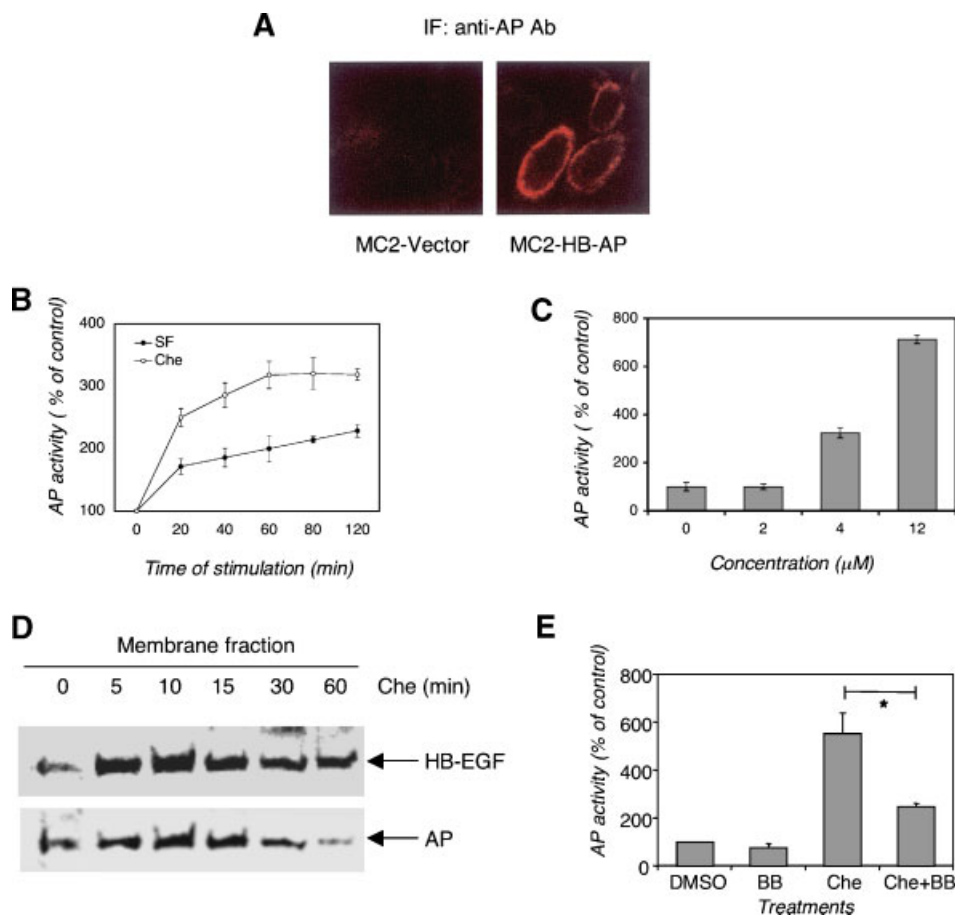 A
IF: anti-AP Ab
MC2-Vector MC2-HB-AP
B
AP activity ( % of control)
400
300
200
100
SF
Che
0 20 40 60 80 120
Time of stimulation (min)
C
AP activity (% of control)
800
600
400
200
0
0 2 4 12
Concentration (µM)
D
Membrane fraction
0 5 10 15 30 60 Che (min)
HB-EGF
AP
E
AP activity (% of control)
800
600
400
200
0
*
DMSO BB Che Che+BB
Treatments